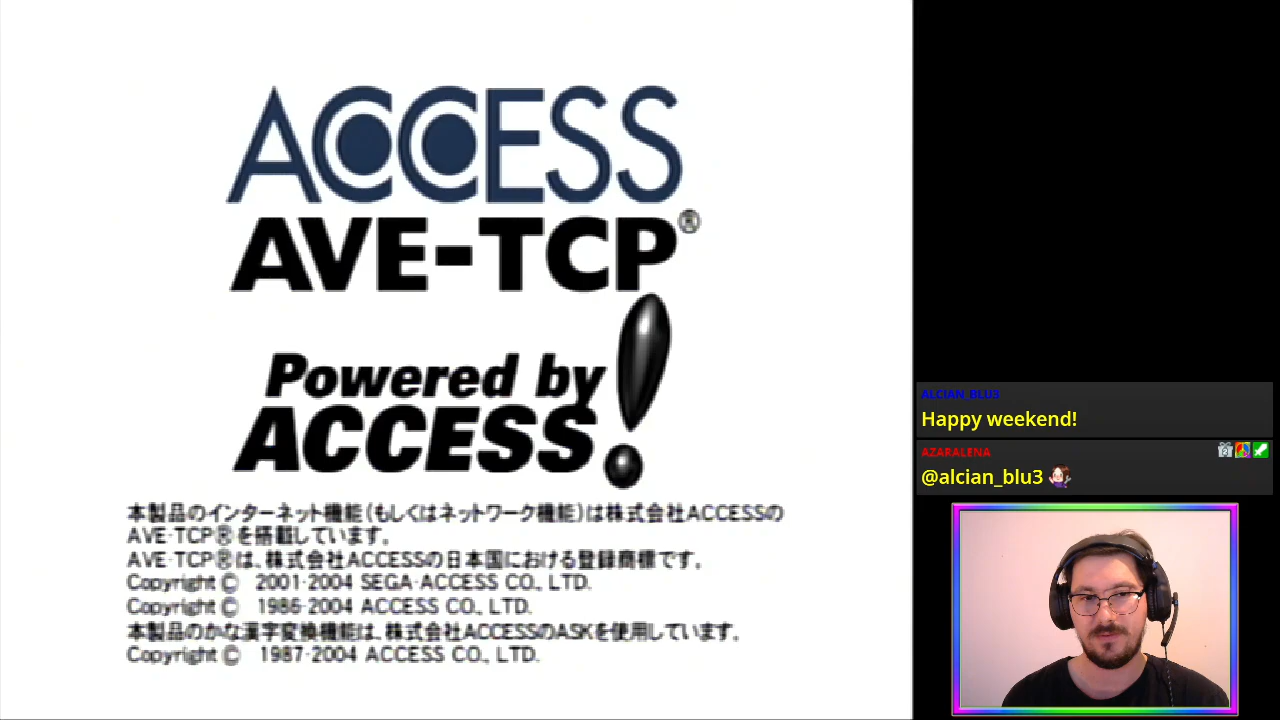 ACCESS
AVE-TCP®
Powered by
ACCESS!
本製品のインターネット機能(もしくはネットワーク機能)は株式会社ACCESSの
AVE-TCP®を搭載しています。
AVE-TCP®は、株式会社ACCESSの日本国における登録商標です。
Copyright © 2001-2004 SEGA-ACCESS CO., LTD.
Copyright © 1986-2004 ACCESS CO., LTD.
本製品のかな漢字変換機能は、株式会社ACCESSのASKを使用しています。
Copyright © 1987-2004 ACCESS CO., LTD.
ALCIAN_BLU3
Happy weekend!
AZARALENA
@alcian_blu3